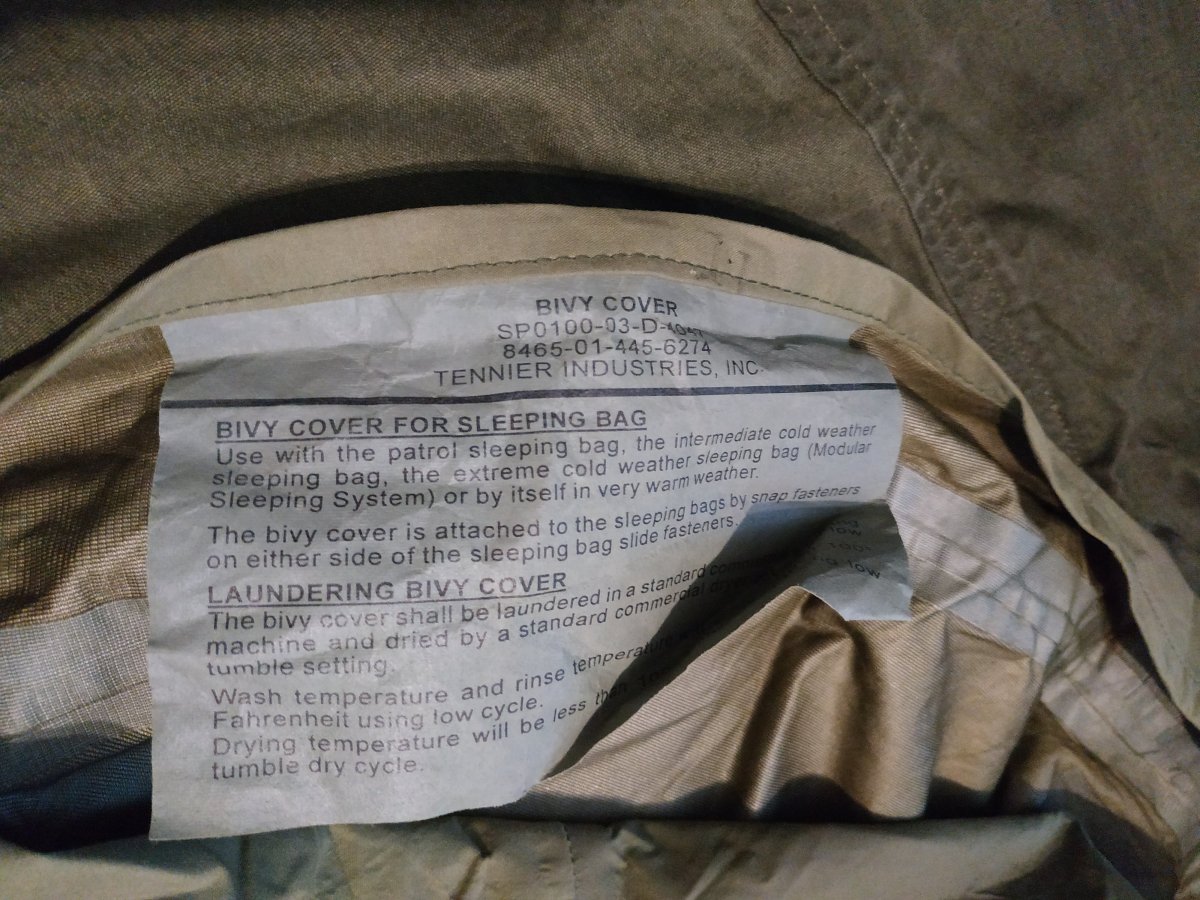 BIVY COVER
SP0100-03-D-4041
8465-01-445-6274
TENNIER INDUSTRIES, INC.
BIVY COVER FOR SLEEPING BAG
Use with the patrol sleeping bag, the intermediate cold weather
sleeping bag, the extreme cold weather sleeping bag (Modular
Sleeping System) or by itself in very warm weather.
The bivy cover is attached to the sleeping bags by snap fasteners
on either side of the sleeping bag slide fasteners.
LAUNDERING BIVY COVER
The bivy cover shall be laundered in a standard
machine and dried by a standard commercial
tumble setting.
Wash temperature and rinse temperature
Fahrenheit using low cycle.
Drying temperature will be less than
tumble dry cycle.